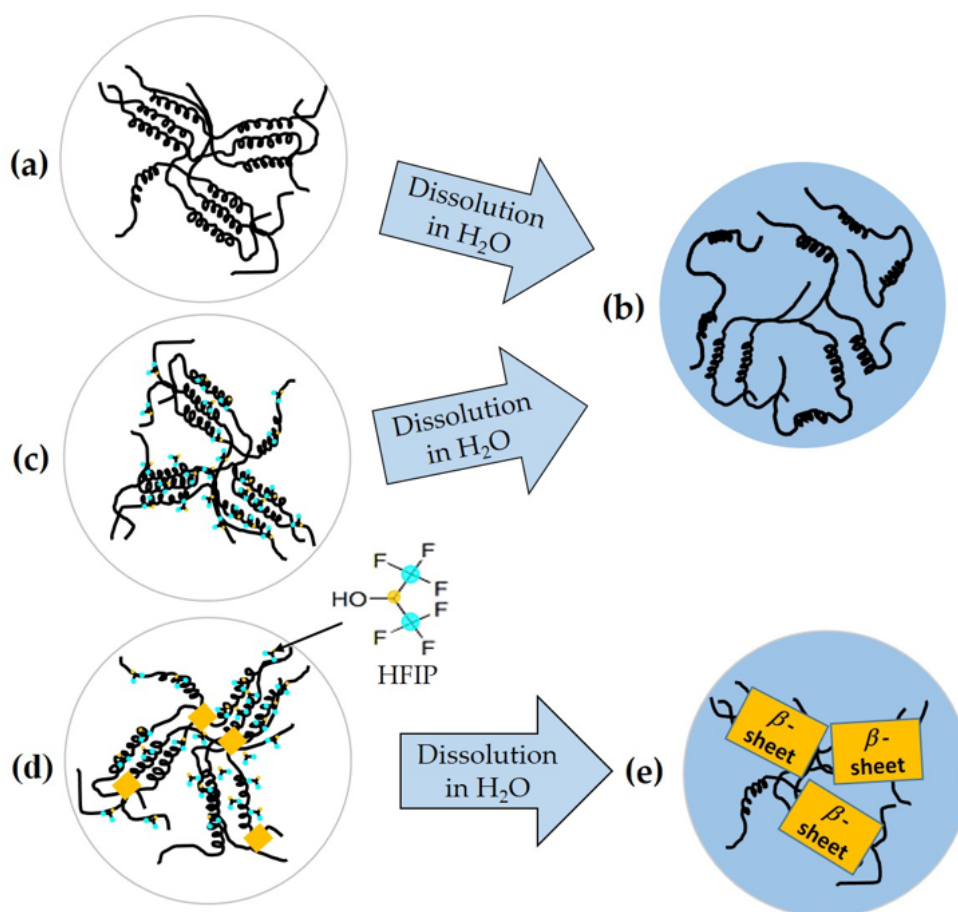 (a)
Dissolution
in H₂O
(b)
(c)
Dissolution
in H₂O
F F
F
HO
F
F F
HFIP
(d)
Dissolution
in H₂O
(e)
β-
sheet
β-
sheet
β-
sheet